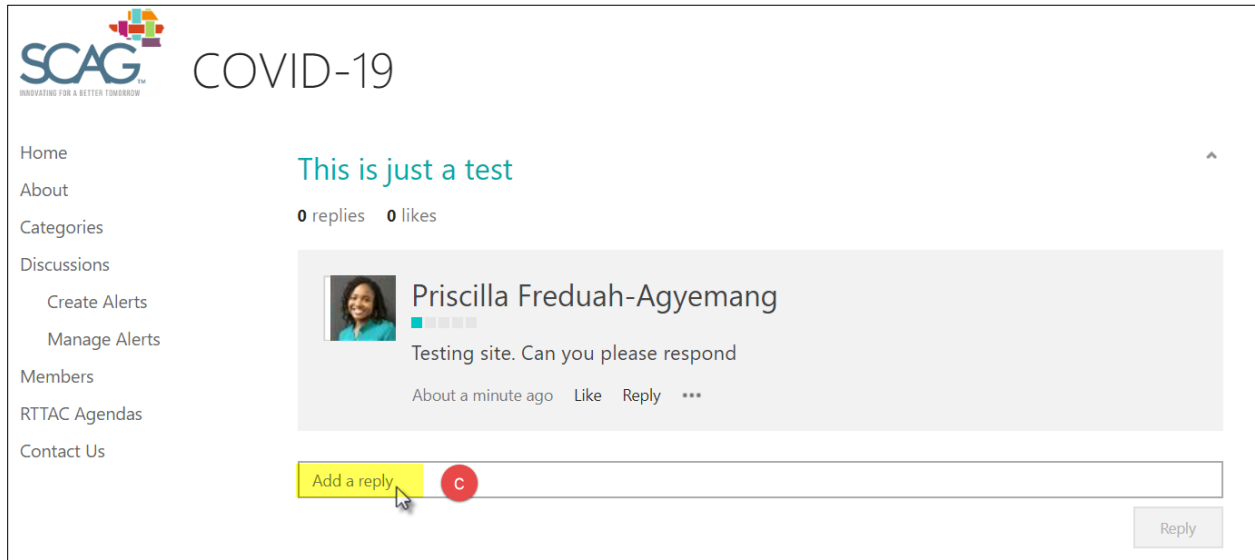 SCAG™
INNOVATING FOR A BETTER TOMORROW
COVID-19
Home
About
Categories
Discussions
Create Alerts
Manage Alerts
Members
RTTAC Agendas
Contact Us
This is just a test
0 replies 0 likes
Priscilla Freduah-Agyemang
Testing site. Can you please respond
About a minute ago Like Reply •••
Add a reply
C
Reply